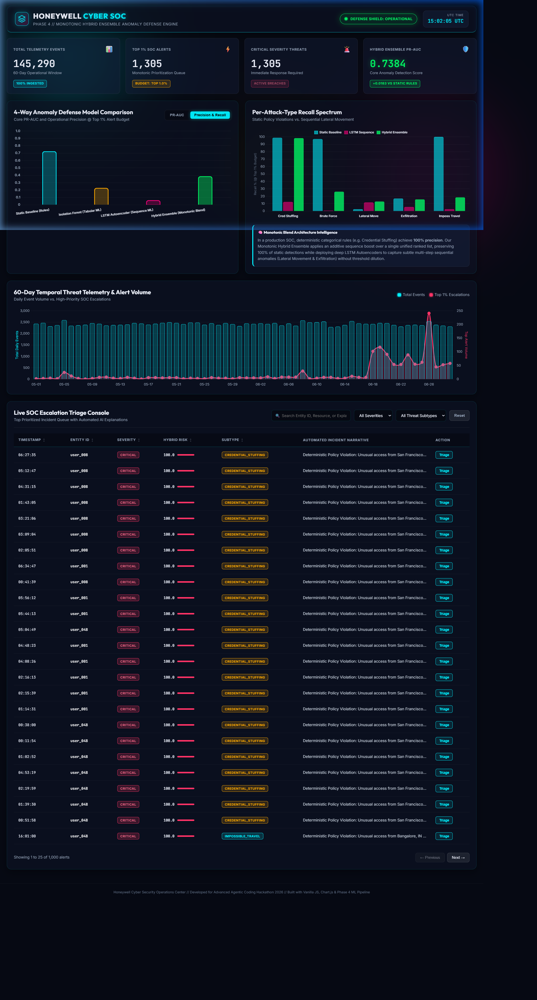 HONEYWELL CYBER SOC
PHASE 4 // MONOTONIC HYBRID ENSEMBLE ANOMALY DEFENSE ENGINE
DEFENSE SHIELD: OPERATIONAL
UTC TIME
15:02:05 UTC
TOTAL TELEMETRY EVENTS
145,290
60-Day Operational Window
100% INGESTED
TOP 1% SOC ALERTS
1,305
Monotonic Prioritization Queue
BUDGET: TOP 1.0%
CRITICAL SEVERITY THREATS
1,305
Immediate Response Required
ACTIVE BREACHES
HYBRID ENSEMBLE PR-AUC
0.7384
Core Anomaly Detection Score
+0.0183 VS STATIC RULES
4-Way Anomaly Defense Model Comparison
Core PR-AUC and Operational Precision @ Top 1% Alert Budget
PR-AUC
Precision & Recall
1.0
0.9
0.8
0.7
0.6
0.5
0.4
0.3
0.2
0.1
0
Static Baseline (Rules)
Isolation Forest (Tabular ML)
LSTM Autoencoder (Sequence ML)
Hybrid Ensemble (Monotonic Blend)
Per-Attack-Type Recall Spectrum
Static Policy Violations vs. Sequential Lateral Movement
Static Baseline LSTM Sequence Hybrid Ensemble
Recall % (@ Top 1% Budget)
100
90
80
70
60
50
40
30
20
10
0
Cred Stuffing Brute Force Lateral Move Exfiltration Imposs Travel
🧠 Monotonic Blend Architecture Intelligence
In a production SOC, deterministic categorical rules (e.g. Credential Stuffing) achieve 100% precision. Our
Monotonic Hybrid Ensemble applies an additive sequence boost over a single unified ranked list, preserving
100% of static detections while deploying deep LSTM Autoencoders to capture subtle multi-step sequential
anomalies (Lateral Movement & Exfiltration) without threshold dilution.
60-Day Temporal Threat Telemetry & Alert Volume
Daily Event Volume vs. High-Priority SOC Escalations
Total Events Top 1% Escalations
Total Daily Events
3,000
2,500
2,000
1,500
1,000
500
0
250
200
150
100
50
0
Top Alert Volume
05-01 05-05 05-09 05-13 05-17 05-21 05-25 05-29 06-02 06-06 06-10 06-14 06-18 06-22 06-26
Live SOC Escalation Triage Console
Top Prioritized Incident Queue with Automated AI Explanations
🔍 Search Entity ID, Resource, or Expla
All Severities
All Threat Subtypes
Reset
TIMESTAMP ↕ ENTITY ID ↕ SEVERITY ↕ HYBRID RISK ↕ SUBTYPE ↕ AUTOMATED INCIDENT NARRATIVE ACTION
06:27:35 user_008 CRITICAL 100.0 CREDENTIAL_STUFFING Deterministic Policy Violation: Unusual access from San Francisco... Triage
05:12:47 user_008 CRITICAL 100.0 CREDENTIAL_STUFFING Deterministic Policy Violation: Unusual access from San Francisco... Triage
04:31:15 user_008 CRITICAL 100.0 CREDENTIAL_STUFFING Deterministic Policy Violation: Unusual access from San Francisco... Triage
01:43:05 user_008 CRITICAL 100.0 CREDENTIAL_STUFFING Deterministic Policy Violation: Unusual access from San Francisco... Triage
03:21:06 user_008 CRITICAL 100.0 CREDENTIAL_STUFFING Deterministic Policy Violation: Unusual access from San Francisco... Triage
03:09:04 user_008 CRITICAL 100.0 CREDENTIAL_STUFFING Deterministic Policy Violation: Unusual access from San Francisco... Triage
02:05:51 user_008 CRITICAL 100.0 CREDENTIAL_STUFFING Deterministic Policy Violation: Unusual access from San Francisco... Triage
06:34:47 user_001 CRITICAL 100.0 CREDENTIAL_STUFFING Deterministic Policy Violation: Unusual access from San Francisco... Triage
00:41:39 user_008 CRITICAL 100.0 CREDENTIAL_STUFFING Deterministic Policy Violation: Unusual access from San Francisco... Triage
05:56:12 user_001 CRITICAL 100.0 CREDENTIAL_STUFFING Deterministic Policy Violation: Unusual access from San Francisco... Triage
05:44:13 user_001 CRITICAL 100.0 CREDENTIAL_STUFFING Deterministic Policy Violation: Unusual access from San Francisco... Triage
05:04:49 user_048 CRITICAL 100.0 CREDENTIAL_STUFFING Deterministic Policy Violation: Unusual access from San Francisco... Triage
04:48:23 user_001 CRITICAL 100.0 CREDENTIAL_STUFFING Deterministic Policy Violation: Unusual access from San Francisco... Triage
04:08:26 user_001 CRITICAL 100.0 CREDENTIAL_STUFFING Deterministic Policy Violation: Unusual access from San Francisco... Triage
02:16:13 user_001 CRITICAL 100.0 CREDENTIAL_STUFFING Deterministic Policy Violation: Unusual access from San Francisco... Triage
02:15:39 user_001 CRITICAL 100.0 CREDENTIAL_STUFFING Deterministic Policy Violation: Unusual access from San Francisco... Triage
01:14:31 user_001 CRITICAL 100.0 CREDENTIAL_STUFFING Deterministic Policy Violation: Unusual access from San Francisco... Triage
00:38:00 user_048 CRITICAL 100.0 CREDENTIAL_STUFFING Deterministic Policy Violation: Unusual access from San Francisco... Triage
00:11:54 user_048 CRITICAL 100.0 CREDENTIAL_STUFFING Deterministic Policy Violation: Unusual access from San Francisco... Triage
01:02:52 user_048 CRITICAL 100.0 CREDENTIAL_STUFFING Deterministic Policy Violation: Unusual access from San Francisco... Triage
04:53:19 user_048 CRITICAL 100.0 CREDENTIAL_STUFFING Deterministic Policy Violation: Unusual access from San Francisco... Triage
02:19:59 user_048 CRITICAL 100.0 CREDENTIAL_STUFFING Deterministic Policy Violation: Unusual access from San Francisco... Triage
01:39:30 user_048 CRITICAL 100.0 CREDENTIAL_STUFFING Deterministic Policy Violation: Unusual access from San Francisco... Triage
00:51:58 user_048 CRITICAL 100.0 CREDENTIAL_STUFFING Deterministic Policy Violation: Unusual access from San Francisco... Triage
16:01:00 user_048 CRITICAL 100.0 IMPOSSIBLE_TRAVEL Deterministic Policy Violation: Unusual access from Bangalore, IN ... Triage
Showing 1 to 25 of 1,000 alerts
← Previous
Next →
Honeywell Cyber Security Operations Center // Developed for Advanced Agentic Coding Hackathon 2026 // Built with Vanilla JS, Chart.js & Phase 4 ML Pipeline